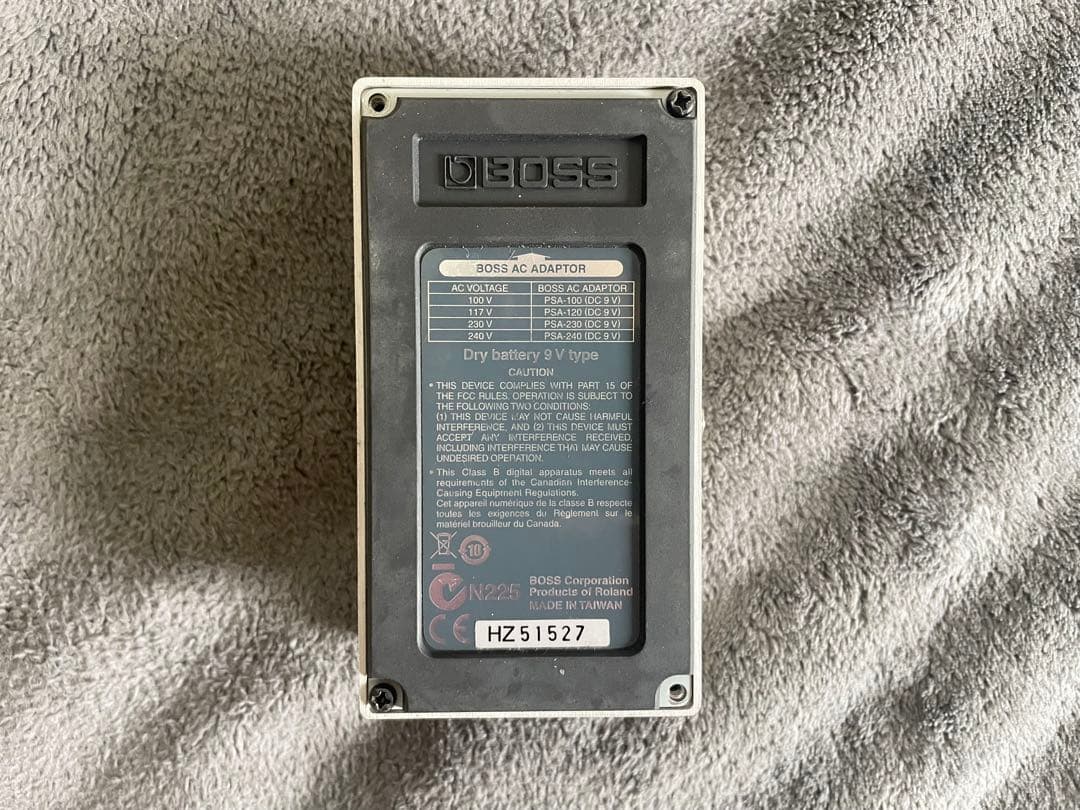 BOSS
BOSS AC ADAPTOR
AC VOLTAGE BOSS AC ADAPTOR
100 V PSA-100 (DC 9 V)
117 V PSA-120 (DC 9 V)
230 V PSA-230 (DC 9 V)
240 V PSA-240 (DC 9 V)
Dry battery 9 V type
CAUTION
• THIS DEVICE COMPLIES WITH PART 15 OF
THE FCC RULES. OPERATION IS SUBJECT TO
THE FOLLOWING TWO CONDITIONS:
(1) THIS DEVICE MAY NOT CAUSE HARMFUL
INTERFERENCE, AND (2) THIS DEVICE MUST
ACCEPT ANY INTERFERENCE RECEIVED,
INCLUDING INTERFERENCE THAT MAY CAUSE
UNDESIRED OPERATION.
• This Class B digital apparatus meets all
requirements of the Canadian Interference-
Causing Equipment Regulations.
Cet appareil numérique de la classe B respecte
toutes les exigences du Règlement sur le
matériel brouilleur du Canada.
10
N225
BOSS Corporation
Products of Roland
MADE IN TAIWAN
CE
HZ51527